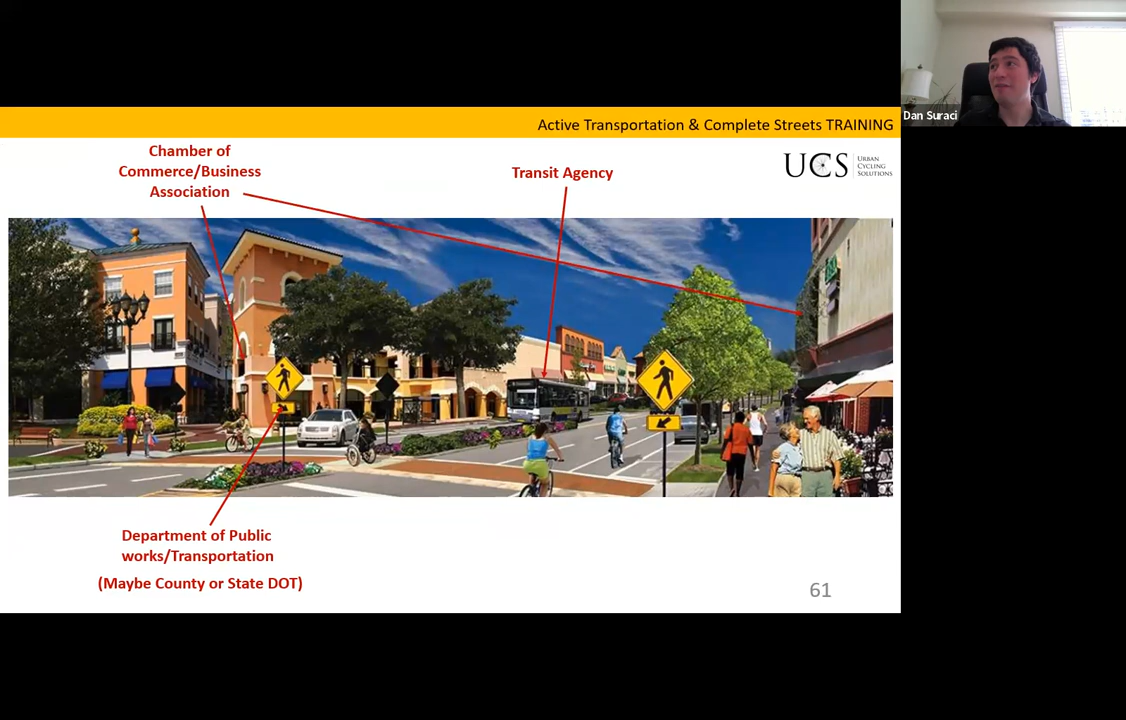 Dan Suraci
Active Transportation & Complete Streets TRAINING
UCS
URBAN
CYCLING
SOLUTIONS
Chamber of
Commerce/Business
Association
Transit Agency
Department of Public
works/Transportation
(Maybe County or State DOT)
61